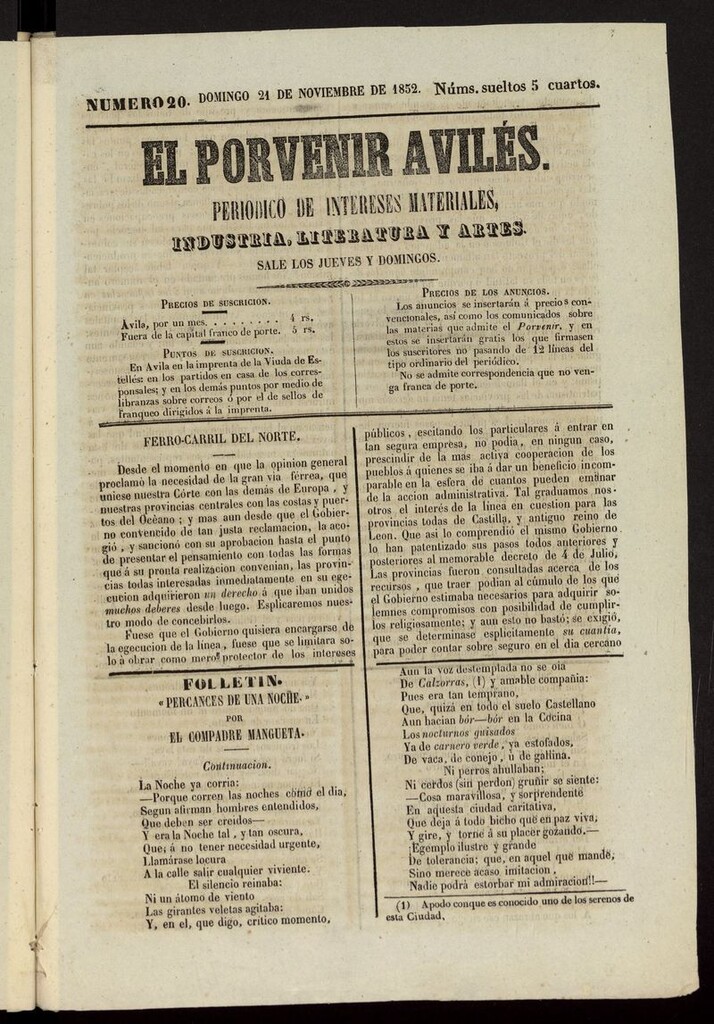 NUMERO 20. DOMINGO 21 DE NOVIEMBRE DE 1852. Núms. sueltos 5 cuartos.
EL PORVENIR AVILÉS.
PERIODICO DE INTERESES MATERIALES,
INDUSTRIA, LITERATURA Y ARTES.
SALE LOS JUEVES Y DOMINGOS.
PRECIOS DE SUSCRICION.
Avila, por un mes. . . . . . . . . 4 rs.
Fuera de la capital franco de porte. 5 rs.
PUNTOS DE SUSCRICION.
En Avila en la imprenta de la Viuda de Es-
tellés: en los partidos en casa de los corres-
ponsales; y en los demás puntos por medio de
libranzas sobre correos ó por el de sellos de
franqueo dirigidos á la imprenta.
PRECIOS DE LOS ANUNCIOS.
Los anuncios se insertarán á precios con-
vencionales, así como los comunicados sobre
las materias que admite el Porvenir, y en
estos se insertarán gratis los que firmasen
los suscritores no pasando de 12 líneas del
tipo ordinario del periódico.
No se admite correspondencia que no ven-
ga franca de porte.
FERRO-CARRIL DEL NORTE.
Desde el momento en que la opinion general
proclamó la necesidad de la gran via férrea, que
uniese nuestra Córte con las demás de Europa, y
nuestras provincias centrales con las costas y puer-
tos del Océano; y mas aun desde que el Gobier-
no convencido de tan justa reclamacion, la aco-
gió, y sancionó con su aprobacion hasta el punto
de presentar el pensamiento con todas las formas
que á su pronta realizacion convenian, las provin-
cias todas interesadas inmediatamente en su ege-
cucion adquirieron un derecho á que iban unidos
muchos deberes desde luego. Esplicaremos nues-
tro modo de concebirlos.
Fuese que el Gobierno quisiera encargarse de
la egecucion de la línea, fuese que se limitara so-
lo á obrar como mero protector de los intereses
públicos, escitando los particulares á entrar en
tan segura empresa, no podia, en ningun caso,
prescindir de la mas activa cooperacion de los
pueblos á quienes se iba á dar un beneficio incom-
parable en la esfera de cuantos pueden emanar
de la accion administrativa. Tal graduamos nos-
otros el interés de la linea en cuestion para las
provincias todas de Castilla, y antiguo reino de
Leon. Que asi lo comprendió el mismo Gobierno
lo han patentizado sus pasos todos anteriores y
posteriores al memorable decreto de 4 de Julio.
Las provincias fueron consultadas acerca de los
recursos, que traer podian al cúmulo de los que
el Gobierno estimaba necesarios para adquirir so-
lemnes compromisos con posibilidad de cumplir-
los religiosamente; y aun esto no bastó; se exigió,
que se determinase esplicitamente su cuantía,
para poder contar sobre seguro en el dia cercano
FOLLETIN.
« PERCANCES DE UNA NOCHE. »
POR
EL COMPADRE MANGUETA.
Continuacion.
La Noche ya corria:
—Porque corren las noches cómo el dia,
Segun afirman hombres entendidos,
Que deben ser creidos—
Y era la Noche tal, y tan oscura,
Que, á no tener necesidad urgente,
Llamárase locura
A la calle salir cualquier viviente.
El silencio reinaba:
Ni un átomo de viento
Las girantes veletas agitaba:
Y, en el, que digo, crítico momento,
Aun la voz destemplada no se oia
De Calzorras, (1) y amable compañia:
Pues era tan temprano,
Que, quizá en todo el suelo Castellano
Aun hacian bór—bór en la Cócina
Los nocturnos guisados
Ya de carnero verde, ya estofados,
De vaca, de conejo, ú de gallina.
Ni perros ahullaban;
Ni cerdos (sin perdon) gruñir se siente:
—Cosa maravillosa, y sorprendente
En aquesta ciudad caritativa,
Que deja á todo bicho que en paz viva,
Y gire, y torne á su placer gozando.—
¡Egemplo ilustre y grande
De tolerancia; que, en aquel que mande,
Sino merece acaso imitacion,
Nadie podrá estorbar mi admiracion!!—
(1) Apodo conque es conocido uno de los serenos de
esta Ciudad.